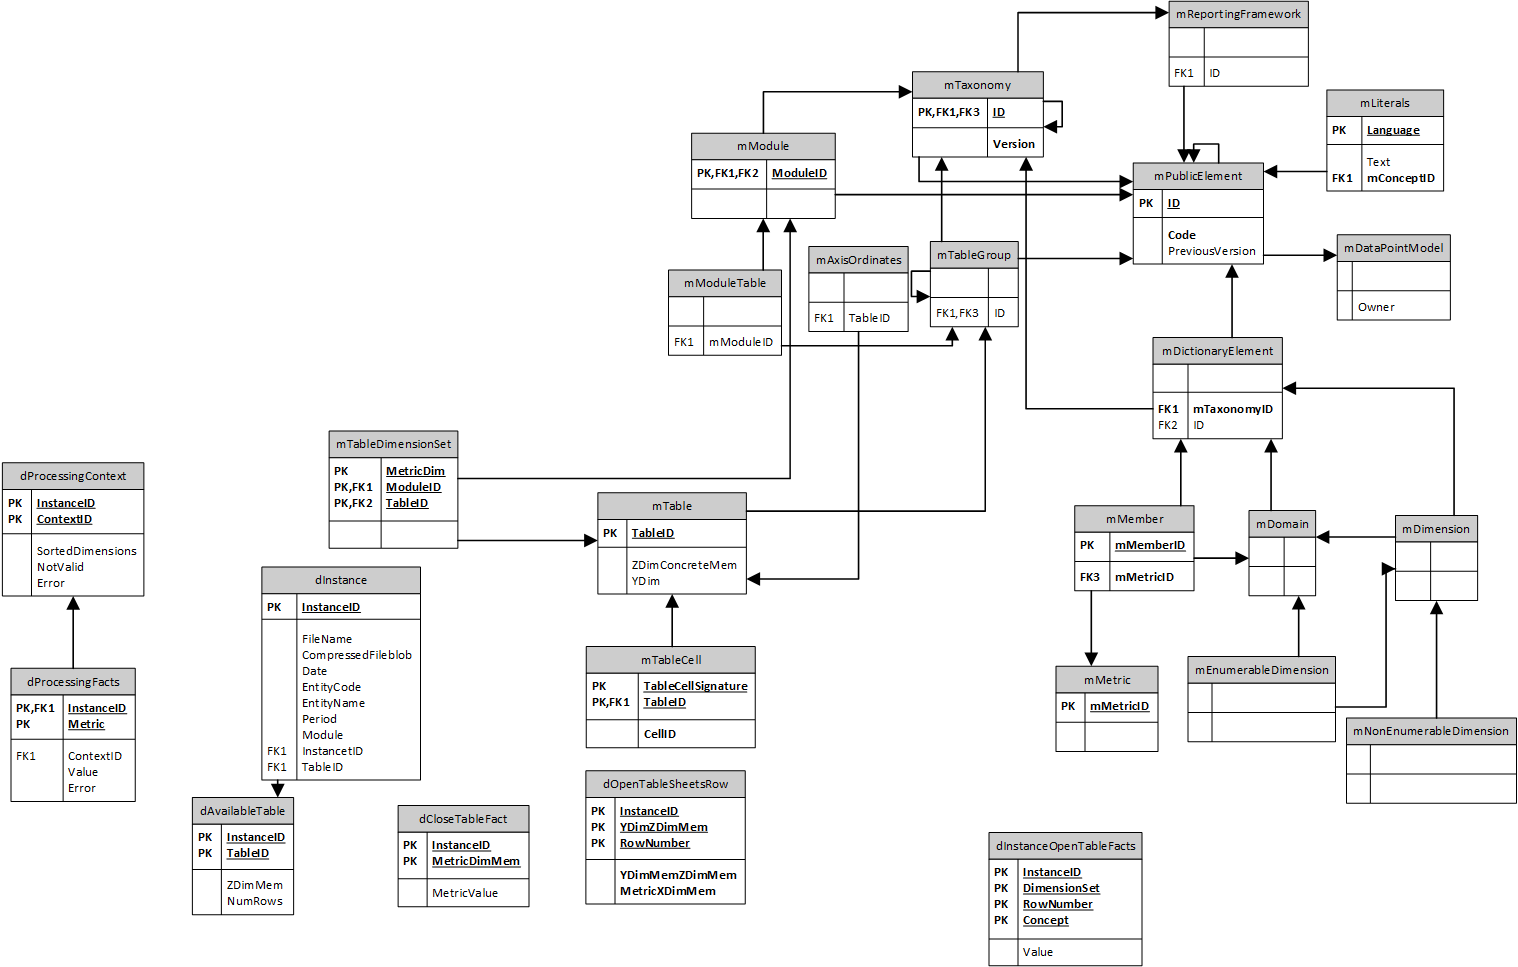 mReportingFramework
FK1 ID
mTaxonomy
PK,FK1,FK3 ID
Version
mLiterals
PK Language
Text
FK1 mConceptID
mModule
PK,FK1,FK2 ModuleID
mPublicElement
PK ID
Code
PreviousVersion
mDataPointModel
Owner
mAxisOrdinates
FK1 TableID
mTableGroup
FK1,FK3 ID
mModuleTable
FK1 mModuleID
mDictionaryElement
FK1 mTaxonomyID
FK2 ID
mTableDimensionSet
PK MetricDim
PK,FK1 ModuleID
PK,FK2 TableID
dProcessingContext
PK InstanceID
PK ContextID
SortedDimensions
NotValid
Error
mTable
PK TableID
ZDimConcreteMem
YDim
mMember
PK mMemberID
FK3 mMetricID
mDomain
mDimension
dInstance
PK InstanceID
FileName
CompressedFileblob
Date
EntityCode
EntityName
Period
Module
FK1 InstancetID
FK1 TableID
dProcessingFacts
PK,FK1 InstanceID
PK Metric
FK1 ContextID
Value
Error
mTableCell
PK TableCellSignature
PK,FK1 TableID
CellID
mMetric
PK mMetricID
mEnumerableDimension
mNonEnumerableDimension
dAvailableTable
PK InstanceID
PK TableID
ZDimMem
NumRows
dCloseTableFact
PK InstanceID
PK MetricDimMem
MetricValue
dOpenTableSheetsRow
PK InstanceID
PK YDimZDimMem
PK RowNumber
YDimMemZDimMem
MetricXDimMem
dInstanceOpenTableFacts
PK InstanceID
PK DimensionSet
PK RowNumber
PK Concept
Value